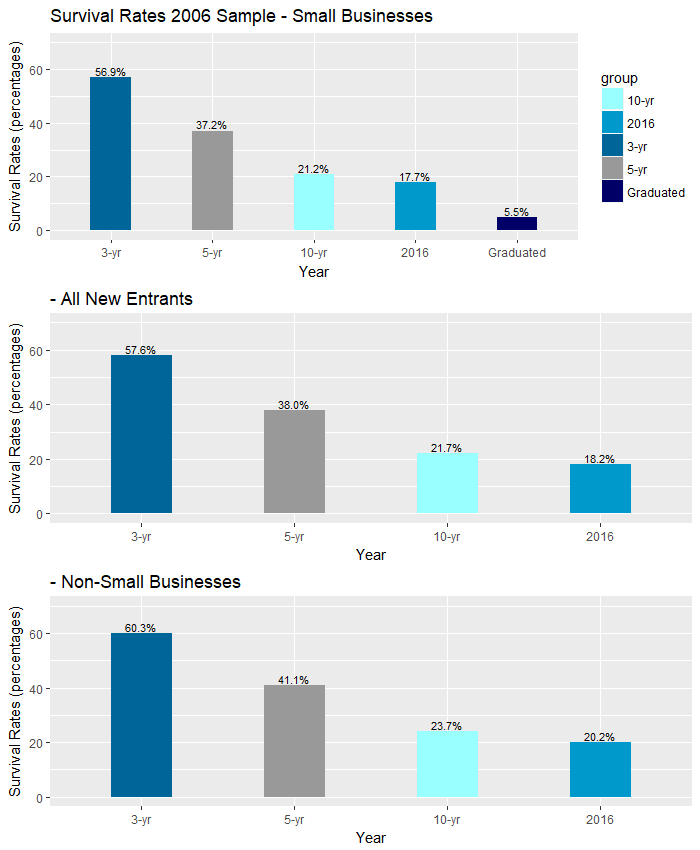 Survival Rates 2006 Sample - Small Businesses
Survival Rates (percentages)
60
40
20
0
56.9%
37.2%
21.2%
17.7%
5.5%
3-yr
5-yr
10-yr
2016
Graduated
Year
group
10-yr
2016
3-yr
5-yr
Graduated
- All New Entrants
Survival Rates (percentages)
60
40
20
0
57.6%
38.0%
21.7%
18.2%
3-yr
5-yr
10-yr
2016
Year
- Non-Small Businesses
Survival Rates (percentages)
60
40
20
0
60.3%
41.1%
23.7%
20.2%
3-yr
5-yr
10-yr
2016
Year